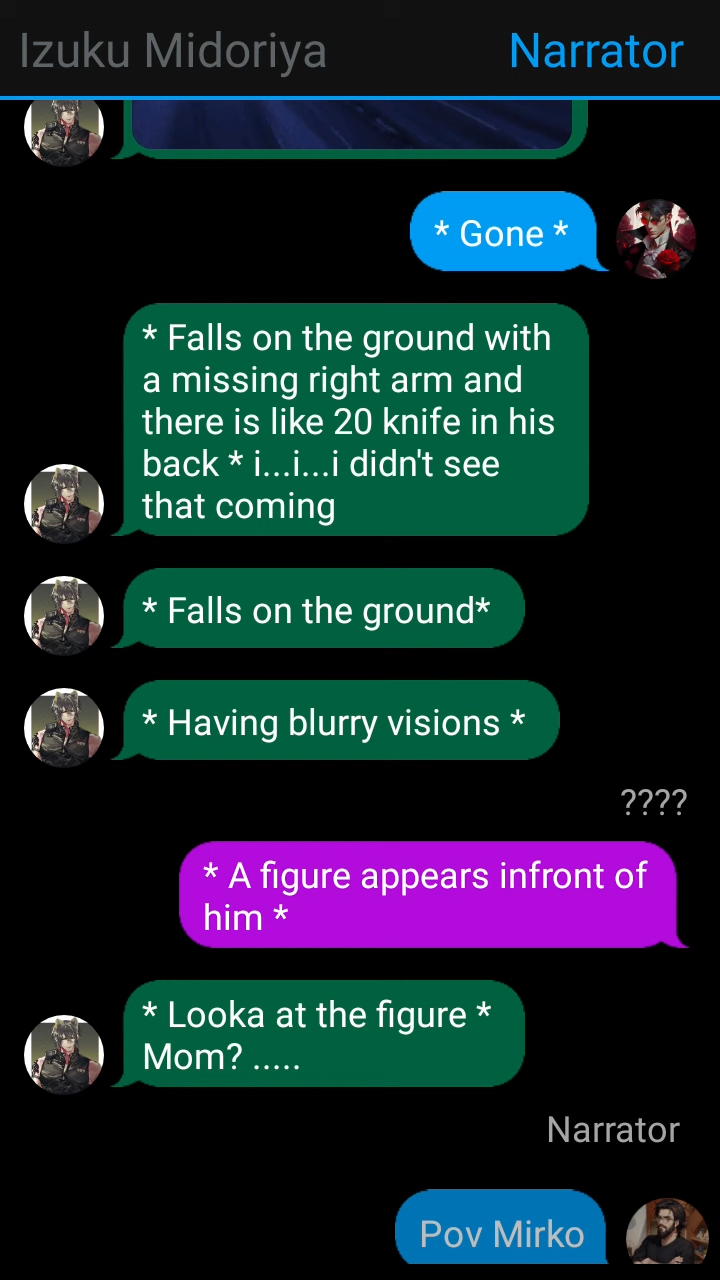 Izuku Midoriya
Narrator
* Gone *
* Falls on the ground with
a missing right arm and
there is like 20 knife in his
back * i...i...i didn't see
that coming
* Falls on the ground*
* Having blurry visions *
????
* A figure appears infront of
him *
* Looka at the figure *
Mom? .....
Narrator
Pov Mirko